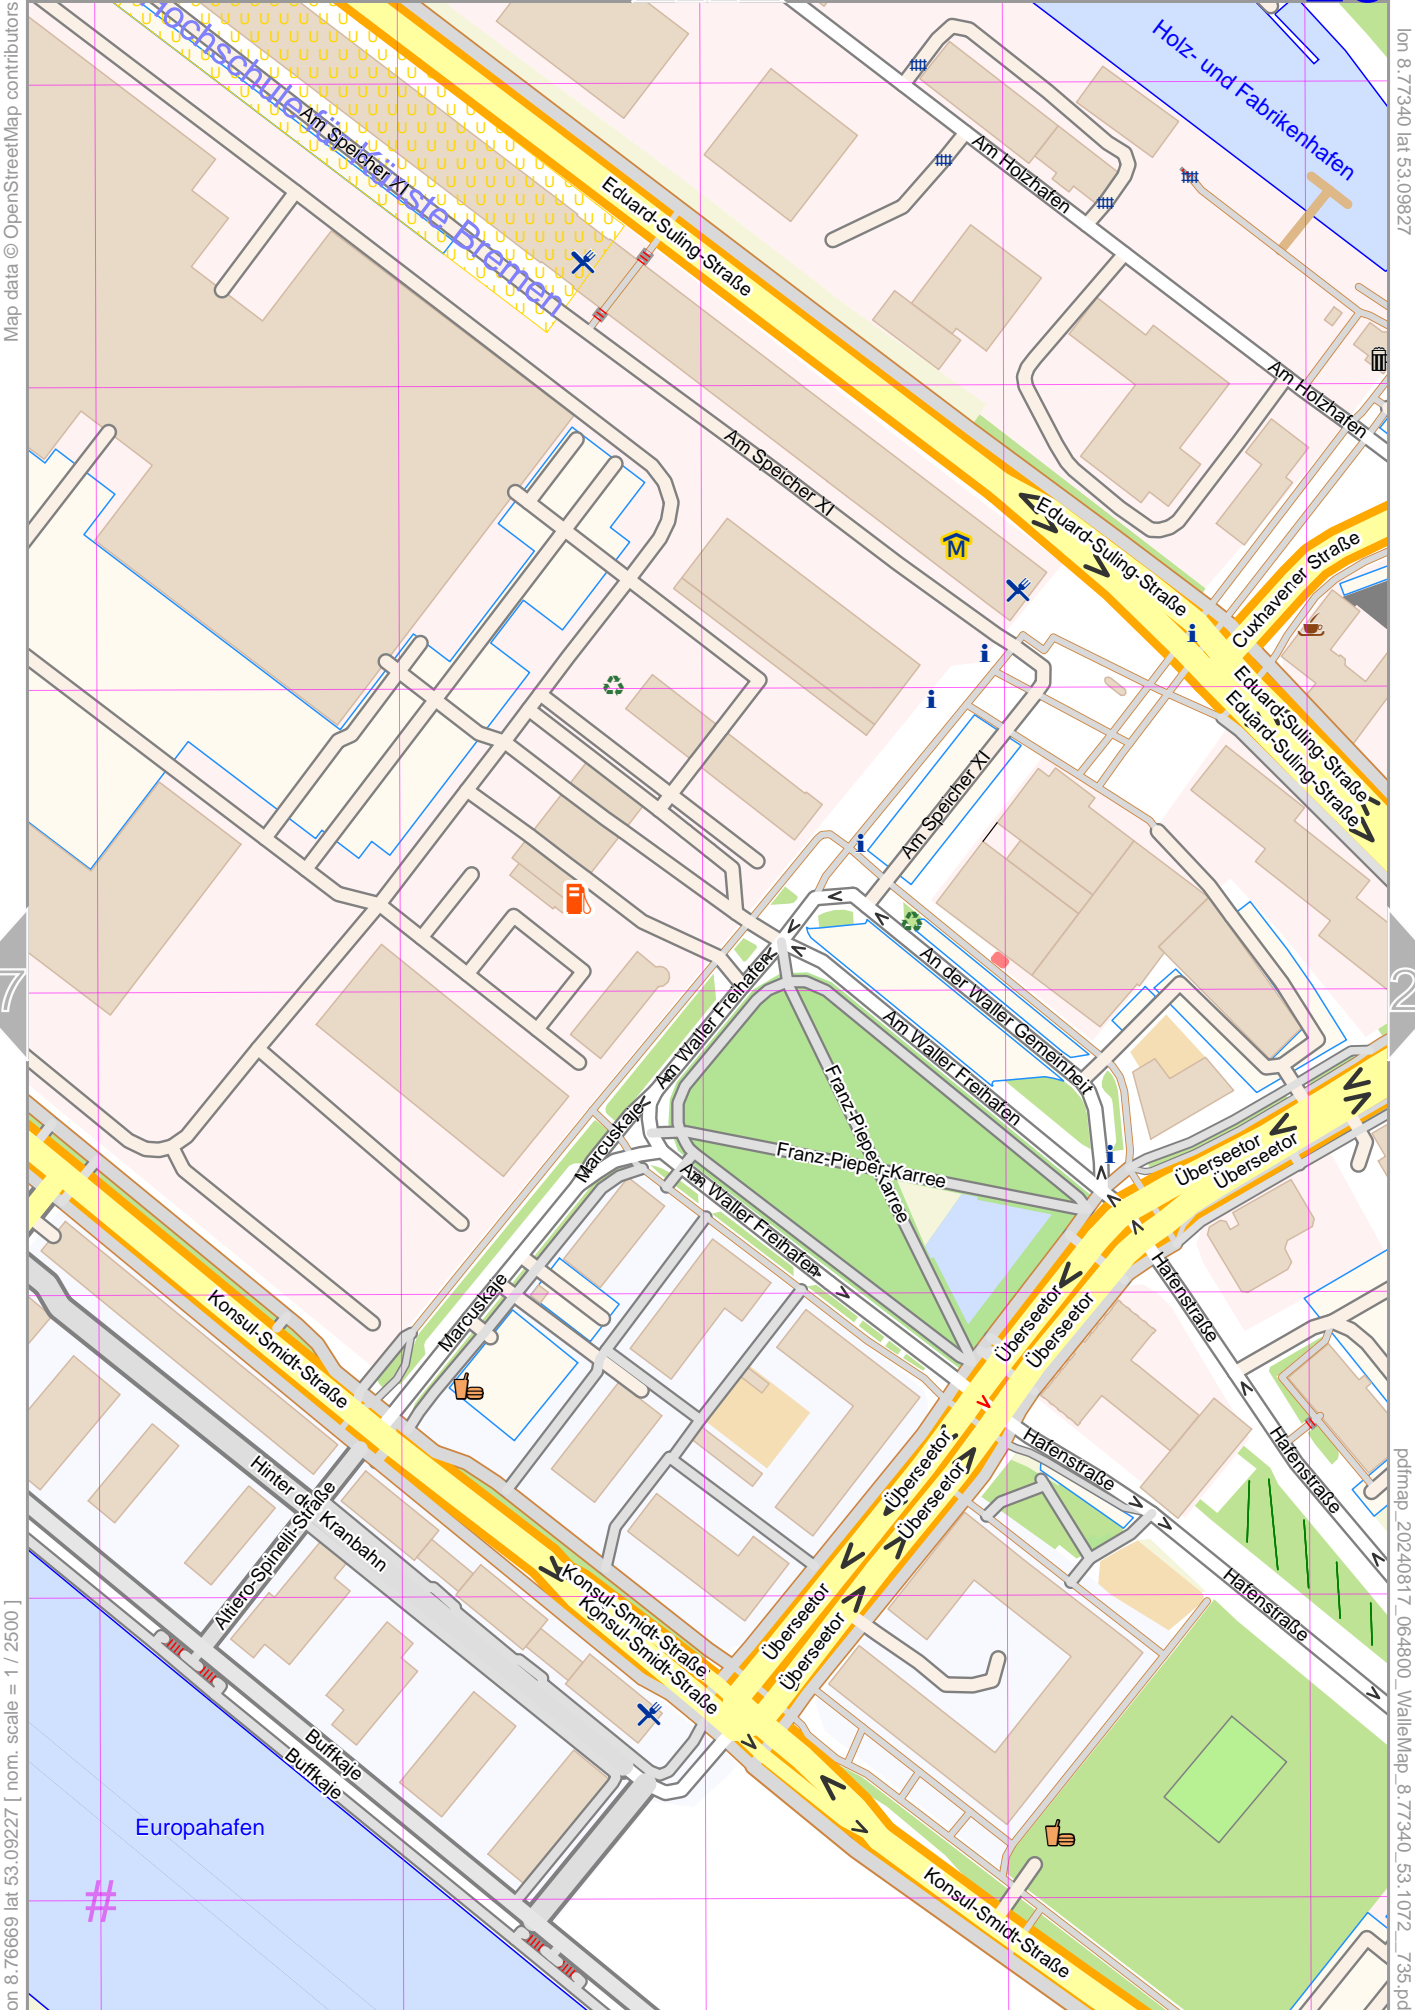 Map data © OpenStreetMap contributors
lon 8.77340 lat 53.09827
Hochschule für Künste Bremen
Am Speicher XI
Eduard-Suling-Straße
Holz- und Fabrikenhafen
Am Holzhafen
Am Holzhafen
Am Speicher XI
M
Eduard-Suling-Straße
Cuxhavener Straße
i
i
i
Eduard-Suling-Straße
Eduard-Suling-Straße
Am Speicher XI
i
7
2
An der Waller Gemeinheit
Am Waller Freihafen
Am Waller Freihafen
Franz-Pieper-Karree
Marcuskaje
Franz-Pieper-Karree
i
Überseetor
Überseetor
Am Waller Freihafen
Hafenstraße
Marcuskaje
Konsul-Smidt-Straße
Überseetor
Überseetor
Hafenstraße
Hafenstraße
Hinter der Kranbahn
Altiero-Spinelli-Straße
Überseetor
Überseetor
Konsul-Smidt-Straße
Konsul-Smidt-Straße
Überseetor
Überseetor
Hafenstraße
Buffkaje
Buffkaje
Europahafen
#
Konsul-Smidt-Straße
on 8.76669 lat 53.09227 [ nom. scale = 1 / 2500 ]
pdfmap_20240817_064800_WalleMap_8.77340_53.1072__735.pd